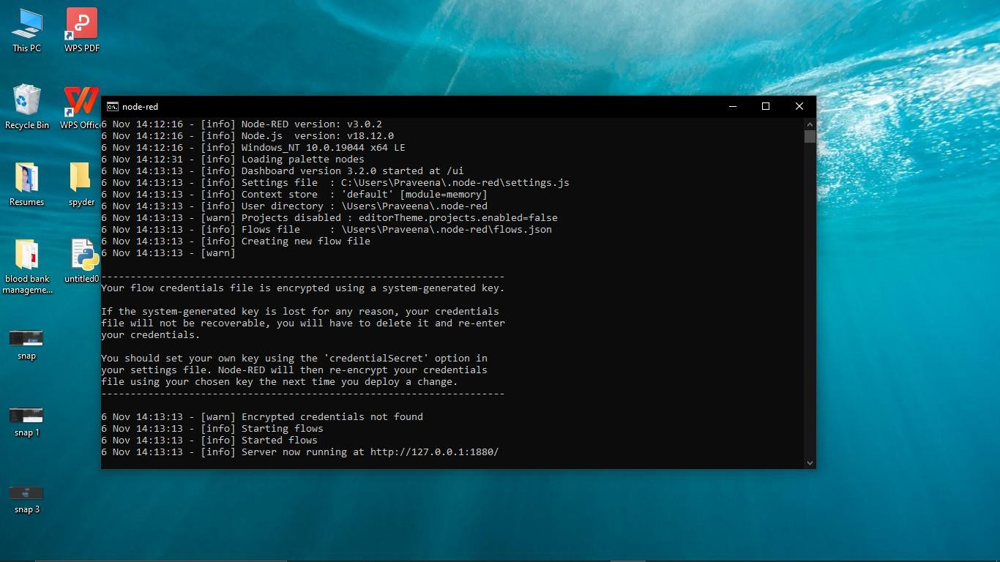 This PC
WPS PDF
Recycle Bin
WPS Offic
Resumes
spyder
blood bank
manageme...
untitled0
snap
snap 1
snap 3
node-red
6 Nov 14:12:16 - [info] Node-RED version: v3.0.2
6 Nov 14:12:16 - [info] Node.js  version: v18.12.0
6 Nov 14:12:16 - [info] Windows_NT 10.0.19044 x64 LE
6 Nov 14:12:31 - [info] Loading palette nodes
6 Nov 14:13:13 - [info] Dashboard version 3.2.0 started at /ui
6 Nov 14:13:13 - [info] Settings file  : C:\Users\Praveena\.node-red\settings.js
6 Nov 14:13:13 - [info] Context store  : 'default' [module=memory]
6 Nov 14:13:13 - [info] User directory : \Users\Praveena\.node-red
6 Nov 14:13:13 - [warn] Projects disabled : editorTheme.projects.enabled=false
6 Nov 14:13:13 - [info] Flows file     : \Users\Praveena\.node-red\flows.json
6 Nov 14:13:13 - [info] Creating new flow file
6 Nov 14:13:13 - [warn]
---------------------------------------------------------------------
Your flow credentials file is encrypted using a system-generated key.
If the system-generated key is lost for any reason, your credentials
file will not be recoverable, you will have to delete it and re-enter
your credentials.
You should set your own key using the 'credentialSecret' option in
your settings file. Node-RED will then re-encrypt your credentials
file using your chosen key the next time you deploy a change.
---------------------------------------------------------------------
6 Nov 14:13:13 - [warn] Encrypted credentials not found
6 Nov 14:13:13 - [info] Starting flows
6 Nov 14:13:13 - [info] Started flows
6 Nov 14:13:13 - [info] Server now running at http://127.0.0.1:1880/